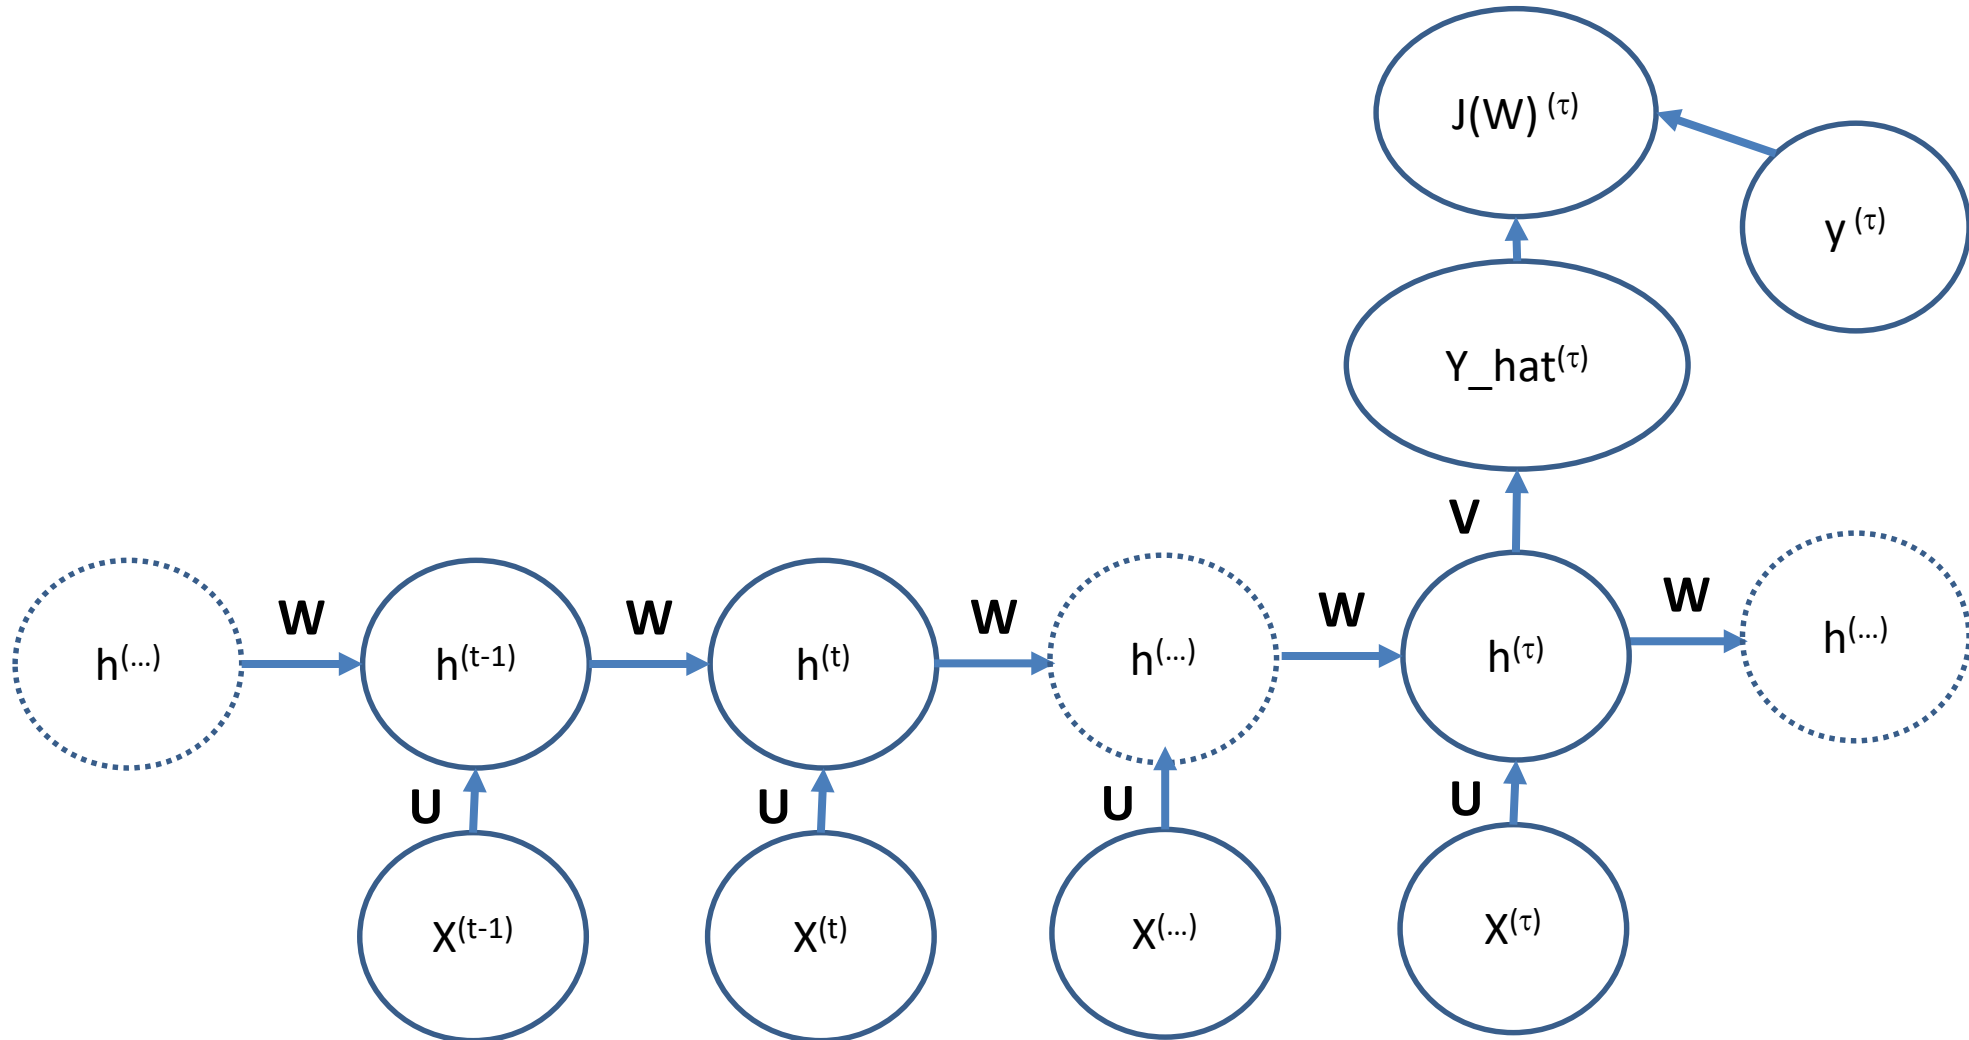 J(W) (τ)
y (τ)
Y_hat(τ)
V
W W W W W
h(...) h(t-1) h(t) h(...) h(τ) h(...)
U U U U
X(t-1) X(t) X(...) X(τ)